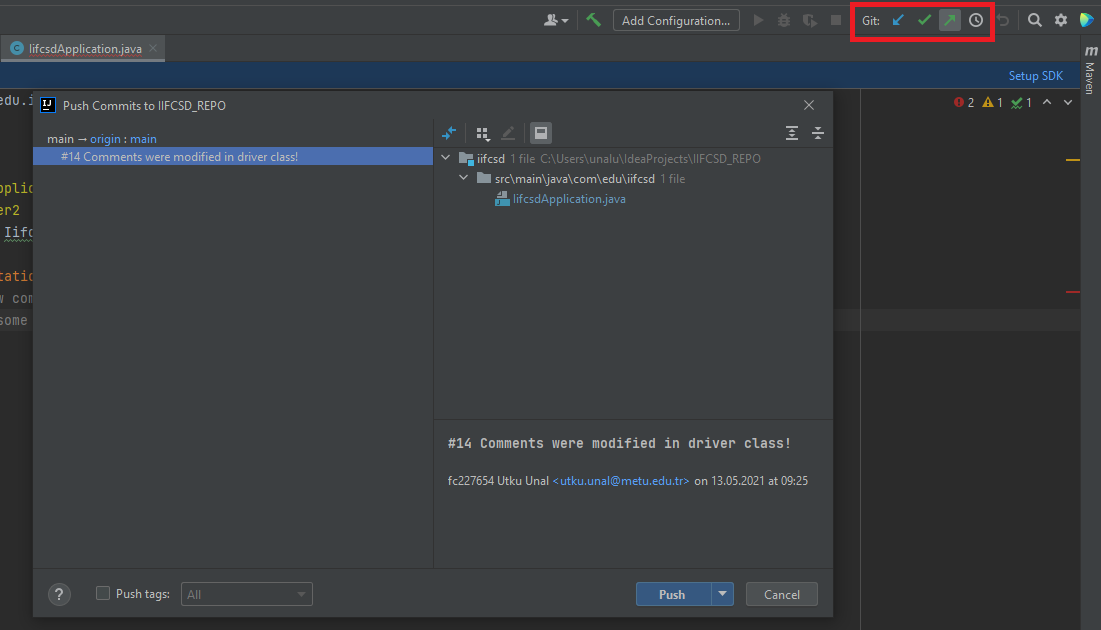 Add Configuration...
Git:
IifcsdApplication.java
Setup SDK
m
Maven
2 1 1
edu.i
pplic
er2
Iifc
tatio
w com
some
IJ Push Commits to IIFCSD_REPO
main → origin : main
#14 Comments were modified in driver class!
iifcsd 1 file C:\Users\unalu\IdeaProjects\IIFCSD_REPO
src\main\java\com\edu\iifcsd 1 file
IifcsdApplication.java
#14 Comments were modified in driver class!
fc227654 Utku Unal <utku.unal@metu.edu.tr> on 13.05.2021 at 09:25
?
Push tags:
All
Push
Cancel